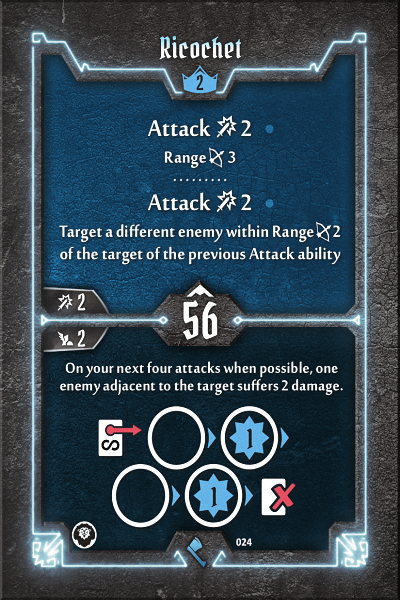 Ricochet
2
Attack 2
Range 3
Attack 2
Target a different enemy within Range 2
of the target of the previous Attack ability
2
56
2
On your next four attacks when possible, one
enemy adjacent to the target suffers 2 damage.
S 1
1
024